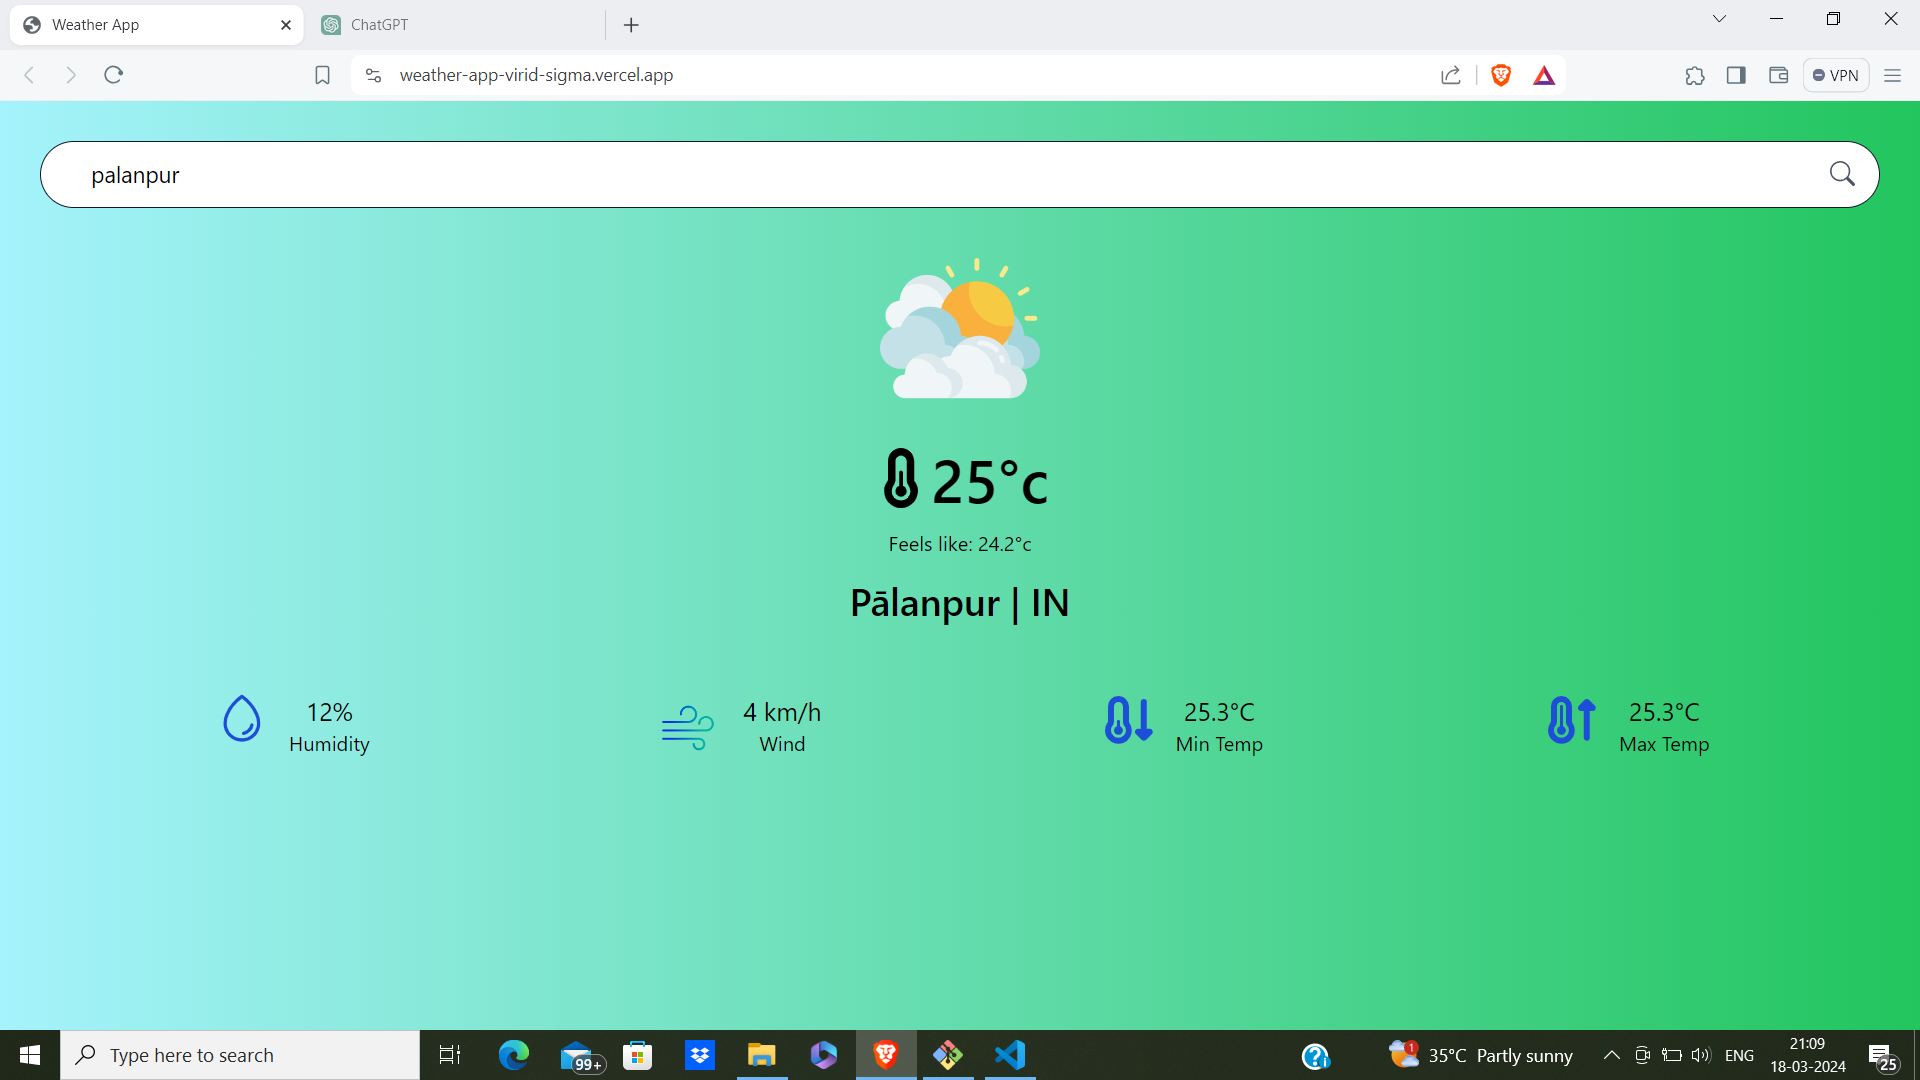 Weather App
ChatGPT
weather-app-virid-sigma.vercel.app
VPN
palanpur
25°c
Feels like: 24.2°c
Pālanpur | IN
12%
Humidity
4 km/h
Wind
25.3°C
Min Temp
25.3°C
Max Temp
Type here to search
99+
1
35°C Partly sunny
ENG
21:09
18-03-2024
25